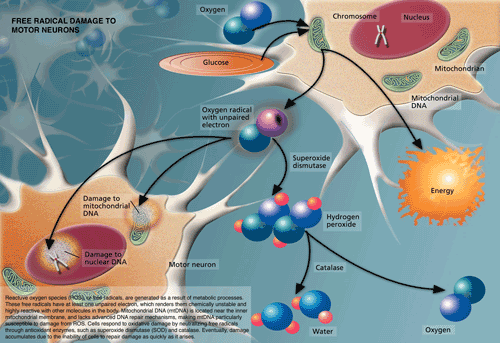 FREE RADICAL DAMAGE TO
MOTOR NEURONS
Oxygen
Chromosome
Nucleus
Glucose
Mitochondrian
Mitochondrial
DNA
Oxygen radical
with unpaired
electron
Superoxide
dismutase
Energy
Damage to
mitochondrial
DNA
Hydrogen
peroxide
Damage to
nuclear DNA
Motor neuron
Catalase
Water
Oxygen
Reactive oxygen species (ROS), or free radicals, are generated as a result of metabolic processes.
These free radicals have at least one unpaired electron, which renders them chemically unstable and
highly reactive with other molecules in the body. Mitochondrial DNA (mtDNA) is located near the inner
mitochondrial membrane, and lacks advanced DNA repair mechanisms, making mtDNA particularly
susceptible to damage from ROS. Cells respond to oxidative damage by neutralizing free radicals
through antioxidant enzymes, such as superoxide dismutase (SOD) and catalase. Eventually, damage
accumulates due to the inability of cells to repair damage as quickly as it arises.